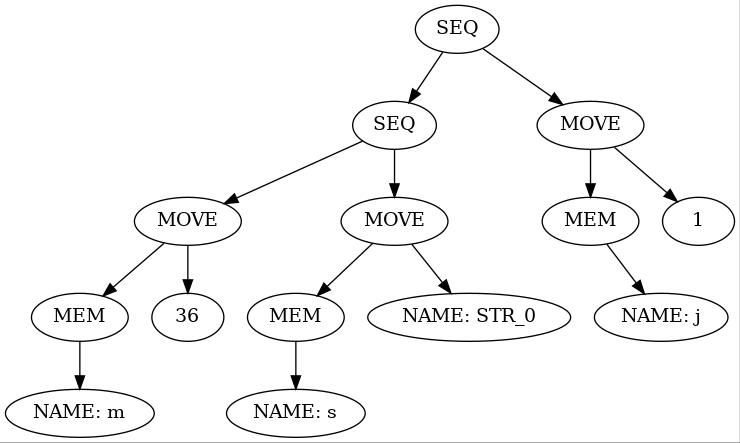 SEQ
SEQ
MOVE
MOVE
MOVE
MEM
1
MEM
36
MEM
NAME: STR_0
NAME: j
NAME: m
NAME: s